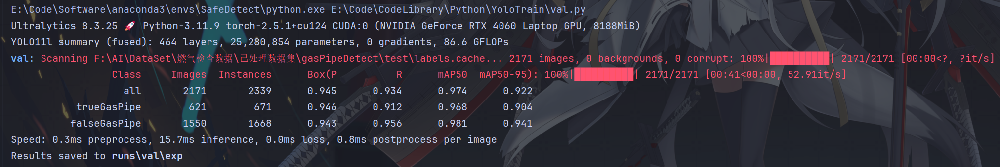 E:\Code\Software\anaconda3\envs\SafeDetect\python.exe E:\Code\CodeLibrary\Python\YoloTrain\val.py
Ultralytics 8.3.25 🚀 Python-3.11.9 torch-2.5.1+cu124 CUDA:0 (NVIDIA GeForce RTX 4060 Laptop GPU, 8188MiB)
YOLO11l summary (fused): 464 layers, 25,280,854 parameters, 0 gradients, 86.6 GFLOPs
val: Scanning F:\AI\DataSet\燃气检查数据\已处理数据集\gasPipeDetect\test\labels.cache... 2171 images, 0 backgrounds, 0 corrupt: 100%|██████████| 2171/2171 [00:00<?, ?it/s]
Class Images Instances Box(P R mAP50 mAP50-95): 100%|██████████| 2171/2171 [00:41<00:00, 52.91it/s]
all 2171 2339 0.945 0.934 0.974 0.922
trueGasPipe 621 671 0.946 0.912 0.968 0.904
falseGasPipe 1550 1668 0.943 0.956 0.981 0.941
Speed: 0.3ms preprocess, 15.7ms inference, 0.0ms loss, 0.8ms postprocess per image
Results saved to runs\val\exp